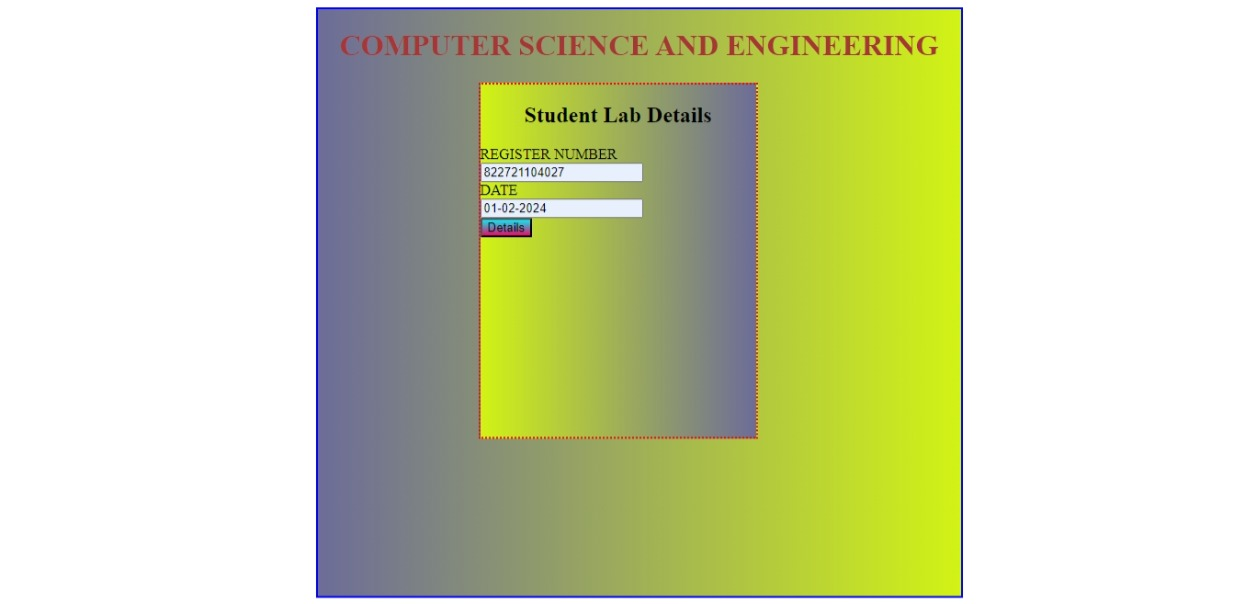 COMPUTER SCIENCE AND ENGINEERING
Student Lab Details
REGISTER NUMBER
822721104027
DATE
01-02-2024
Details